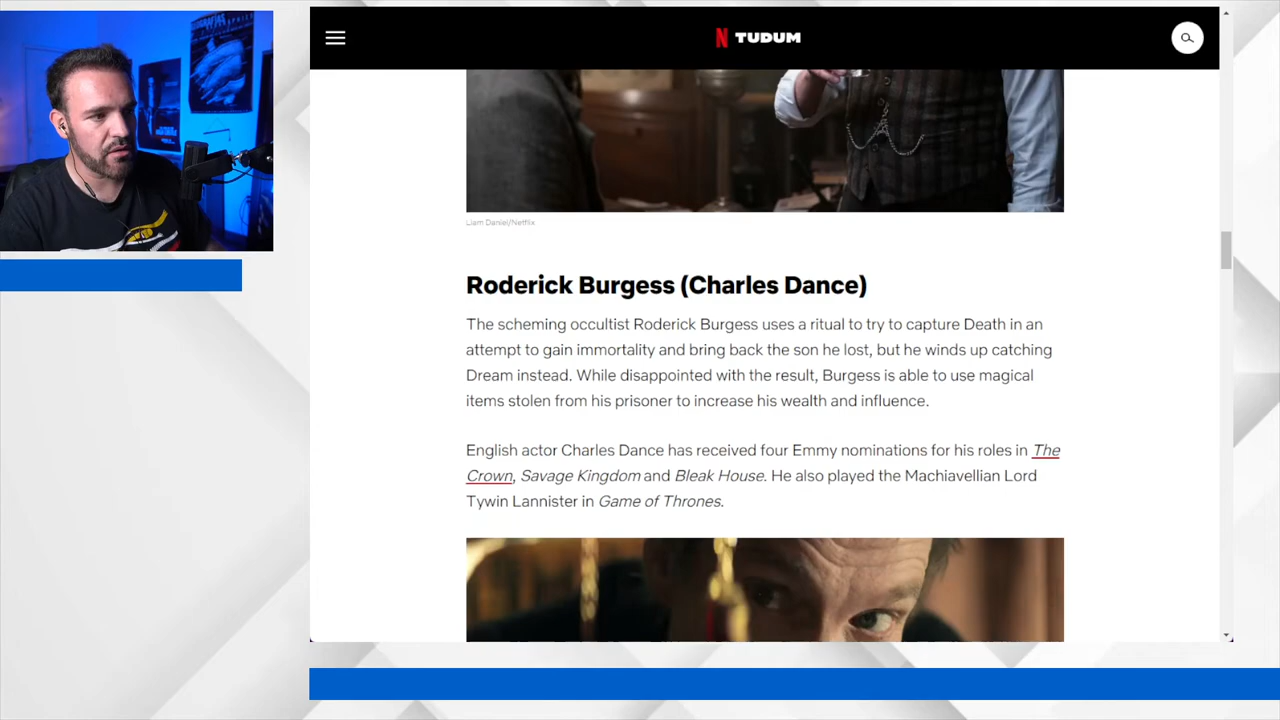 N TUDUM
Liam Daniel/Netflix
Roderick Burgess (Charles Dance)
The scheming occultist Roderick Burgess uses a ritual to try to capture Death in an
attempt to gain immortality and bring back the son he lost, but he winds up catching
Dream instead. While disappointed with the result, Burgess is able to use magical
items stolen from his prisoner to increase his wealth and influence.
English actor Charles Dance has received four Emmy nominations for his roles in The
Crown, Savage Kingdom and Bleak House. He also played the Machiavellian Lord
Tywin Lannister in Game of Thrones.